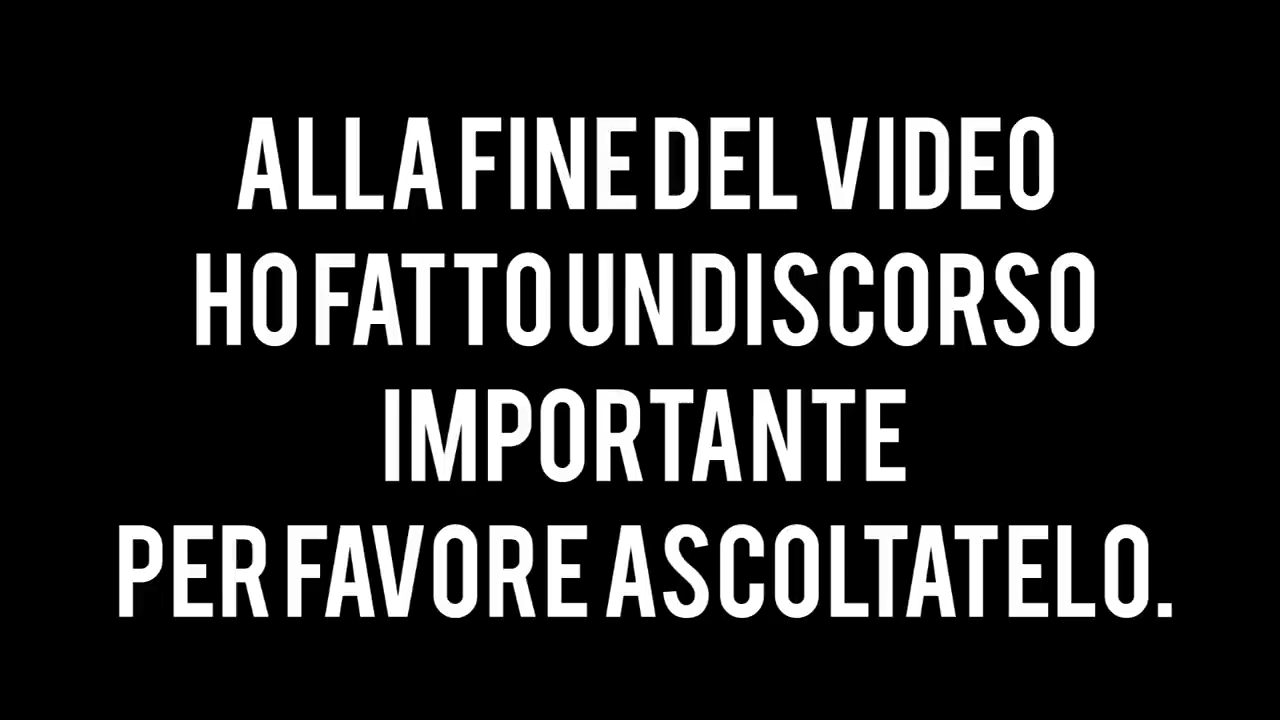 ALLA FINE DEL VIDEO
HO FATTO UN DISCORSO
IMPORTANTE
PER FAVORE ASCOLTATELO.